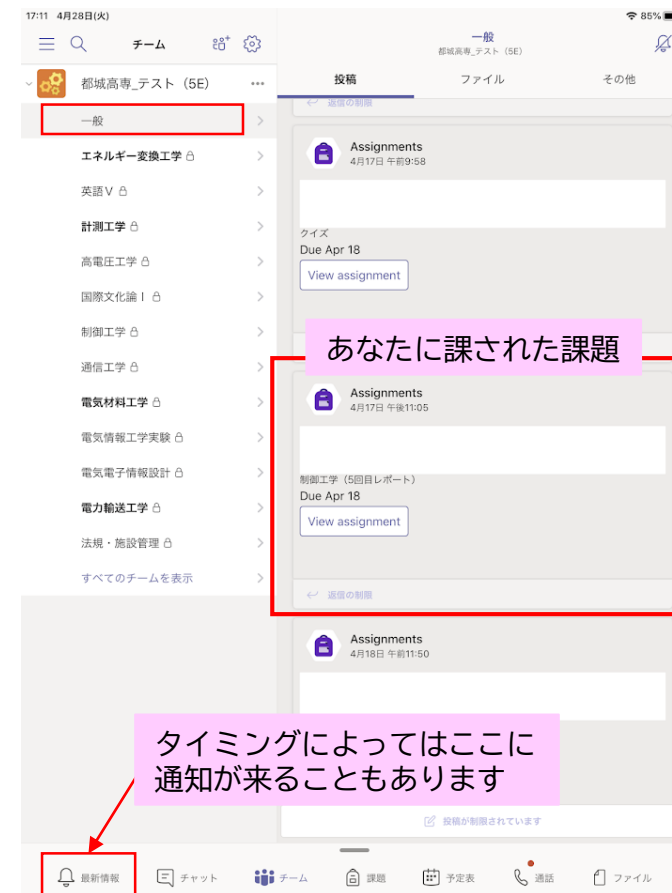 17:11 4月28日(火)
85%
チーム
一般
都城高専_テスト (5E)
都城高専_テスト (5E)
投稿
ファイル
その他
一般
エネルギー変換工学
英語Ⅴ
計測工学
高電圧工学
国際文化論Ⅰ
制御工学
通信工学
電気材料工学
電気情報工学実験
電気電子情報設計
電力輸送工学
法規・施設管理
すべてのチームを表示
返信の制限
Assignments
4月17日 午前9:58
クイズ
Due Apr 18
View assignment
あなたに課された課題
Assignments
4月17日 午後11:05
制御工学（5回目レポート）
Due Apr 18
View assignment
返信の制限
Assignments
4月18日 午前11:50
タイミングによってはここに
通知が来ることもあります
投稿が制限されています
最新情報
チャット
チーム
課題
予定表
通話
ファイル